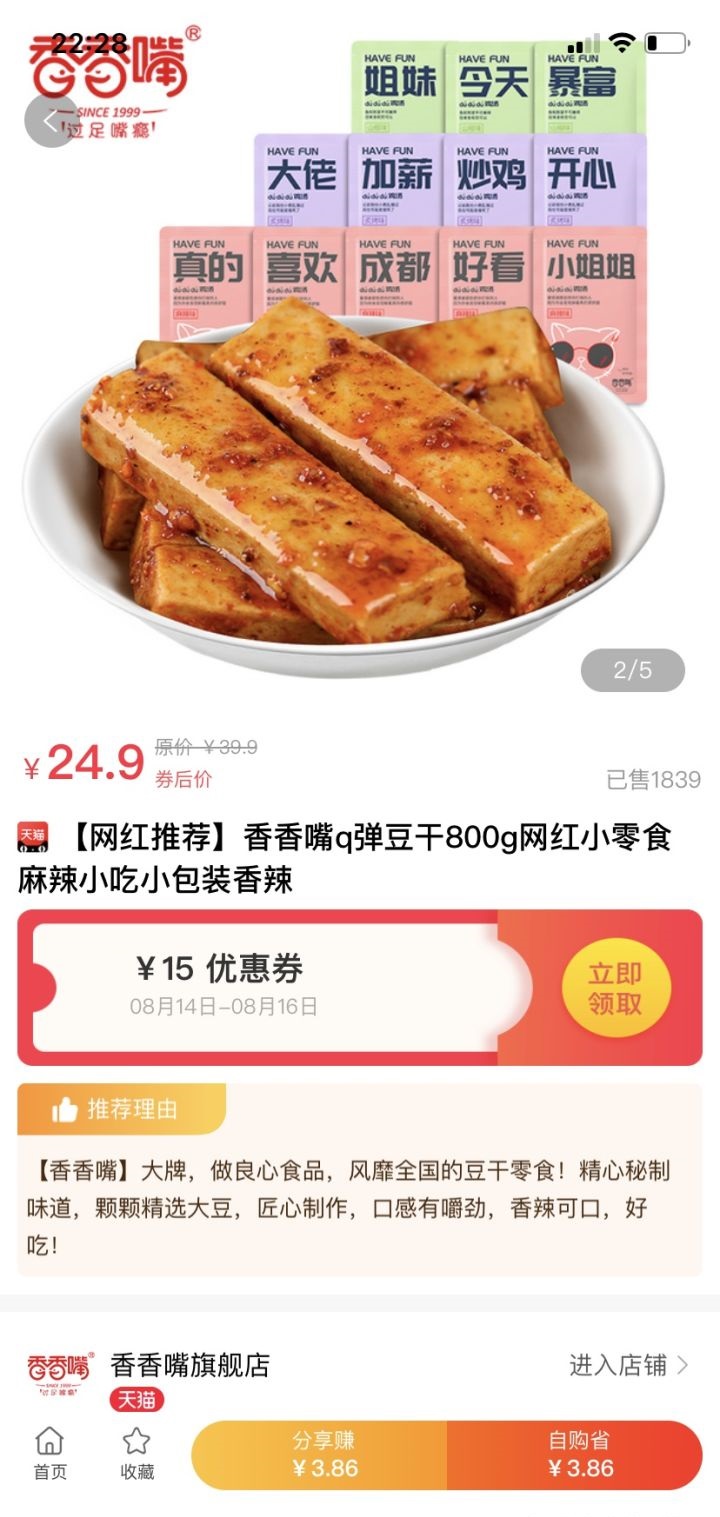 22:28
香香嘴®
SINCE 1999
过足嘴瘾
HAVE FUN
姐妹
HAVE FUN
今天
HAVE FUN
暴富
HAVE FUN
大佬
HAVE FUN
加薪
HAVE FUN
炒鸡
HAVE FUN
开心
HAVE FUN
真的
HAVE FUN
喜欢
HAVE FUN
成都
HAVE FUN
好看
HAVE FUN
小姐姐
2/5
¥24.9
原价 ¥39.9
券后价
已售1839
天猫 【网红推荐】香香嘴q弹豆干800g网红小零食
麻辣小吃小包装香辣
¥15 优惠券
08月14日-08月16日
立即
领取
推荐理由
【香香嘴】大牌，做良心食品，风靡全国的豆干零食！精心秘制
味道，颗颗精选大豆，匠心制作，口感有嚼劲，香辣可口，好
吃！
香香嘴®
过足嘴瘾
香香嘴旗舰店
天猫
进入店铺
首页
收藏
分享赚
¥3.86
自购省
¥3.86